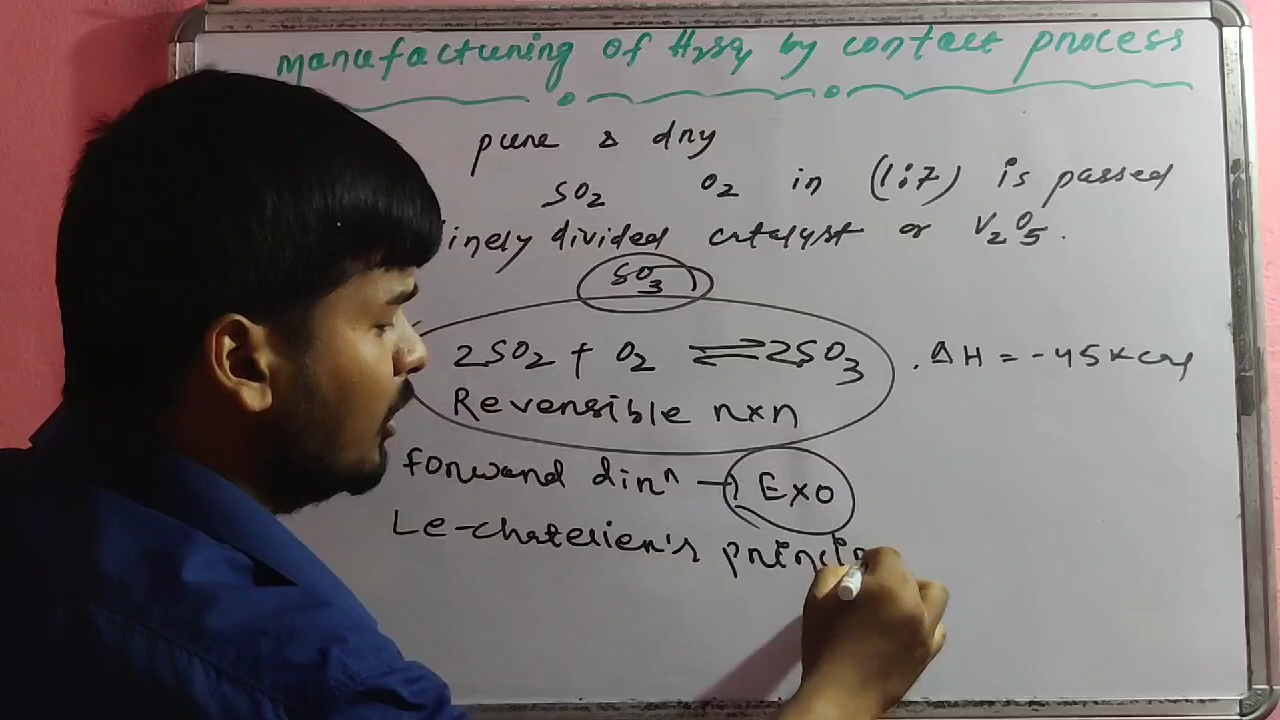 manufacturing of H2SO4 by contact process
pure & dry
SO2 O2 in (1:7) is passed
inely divided catalyst or V2O5.
SO3
2SO2 + O2 ⇌ 2SO3 . ΔH = -45 Kcal
Reversible rxn
forward dirn → Exo
Le-chatelier's princip